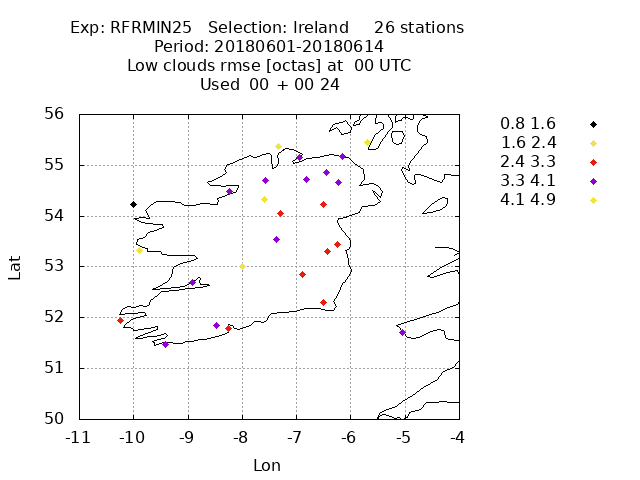 Exp: RFRMIN25 Selection: Ireland 26 stations
Period: 20180601-20180614
Low clouds rmse [octas] at 00 UTC
Used 00 + 00 24
56
55
54
53
52
51
50
-11 -10 -9 -8 -7 -6 -5 -4
Lat
Lon
0.8 1.6
1.6 2.4
2.4 3.3
3.3 4.1
4.1 4.9